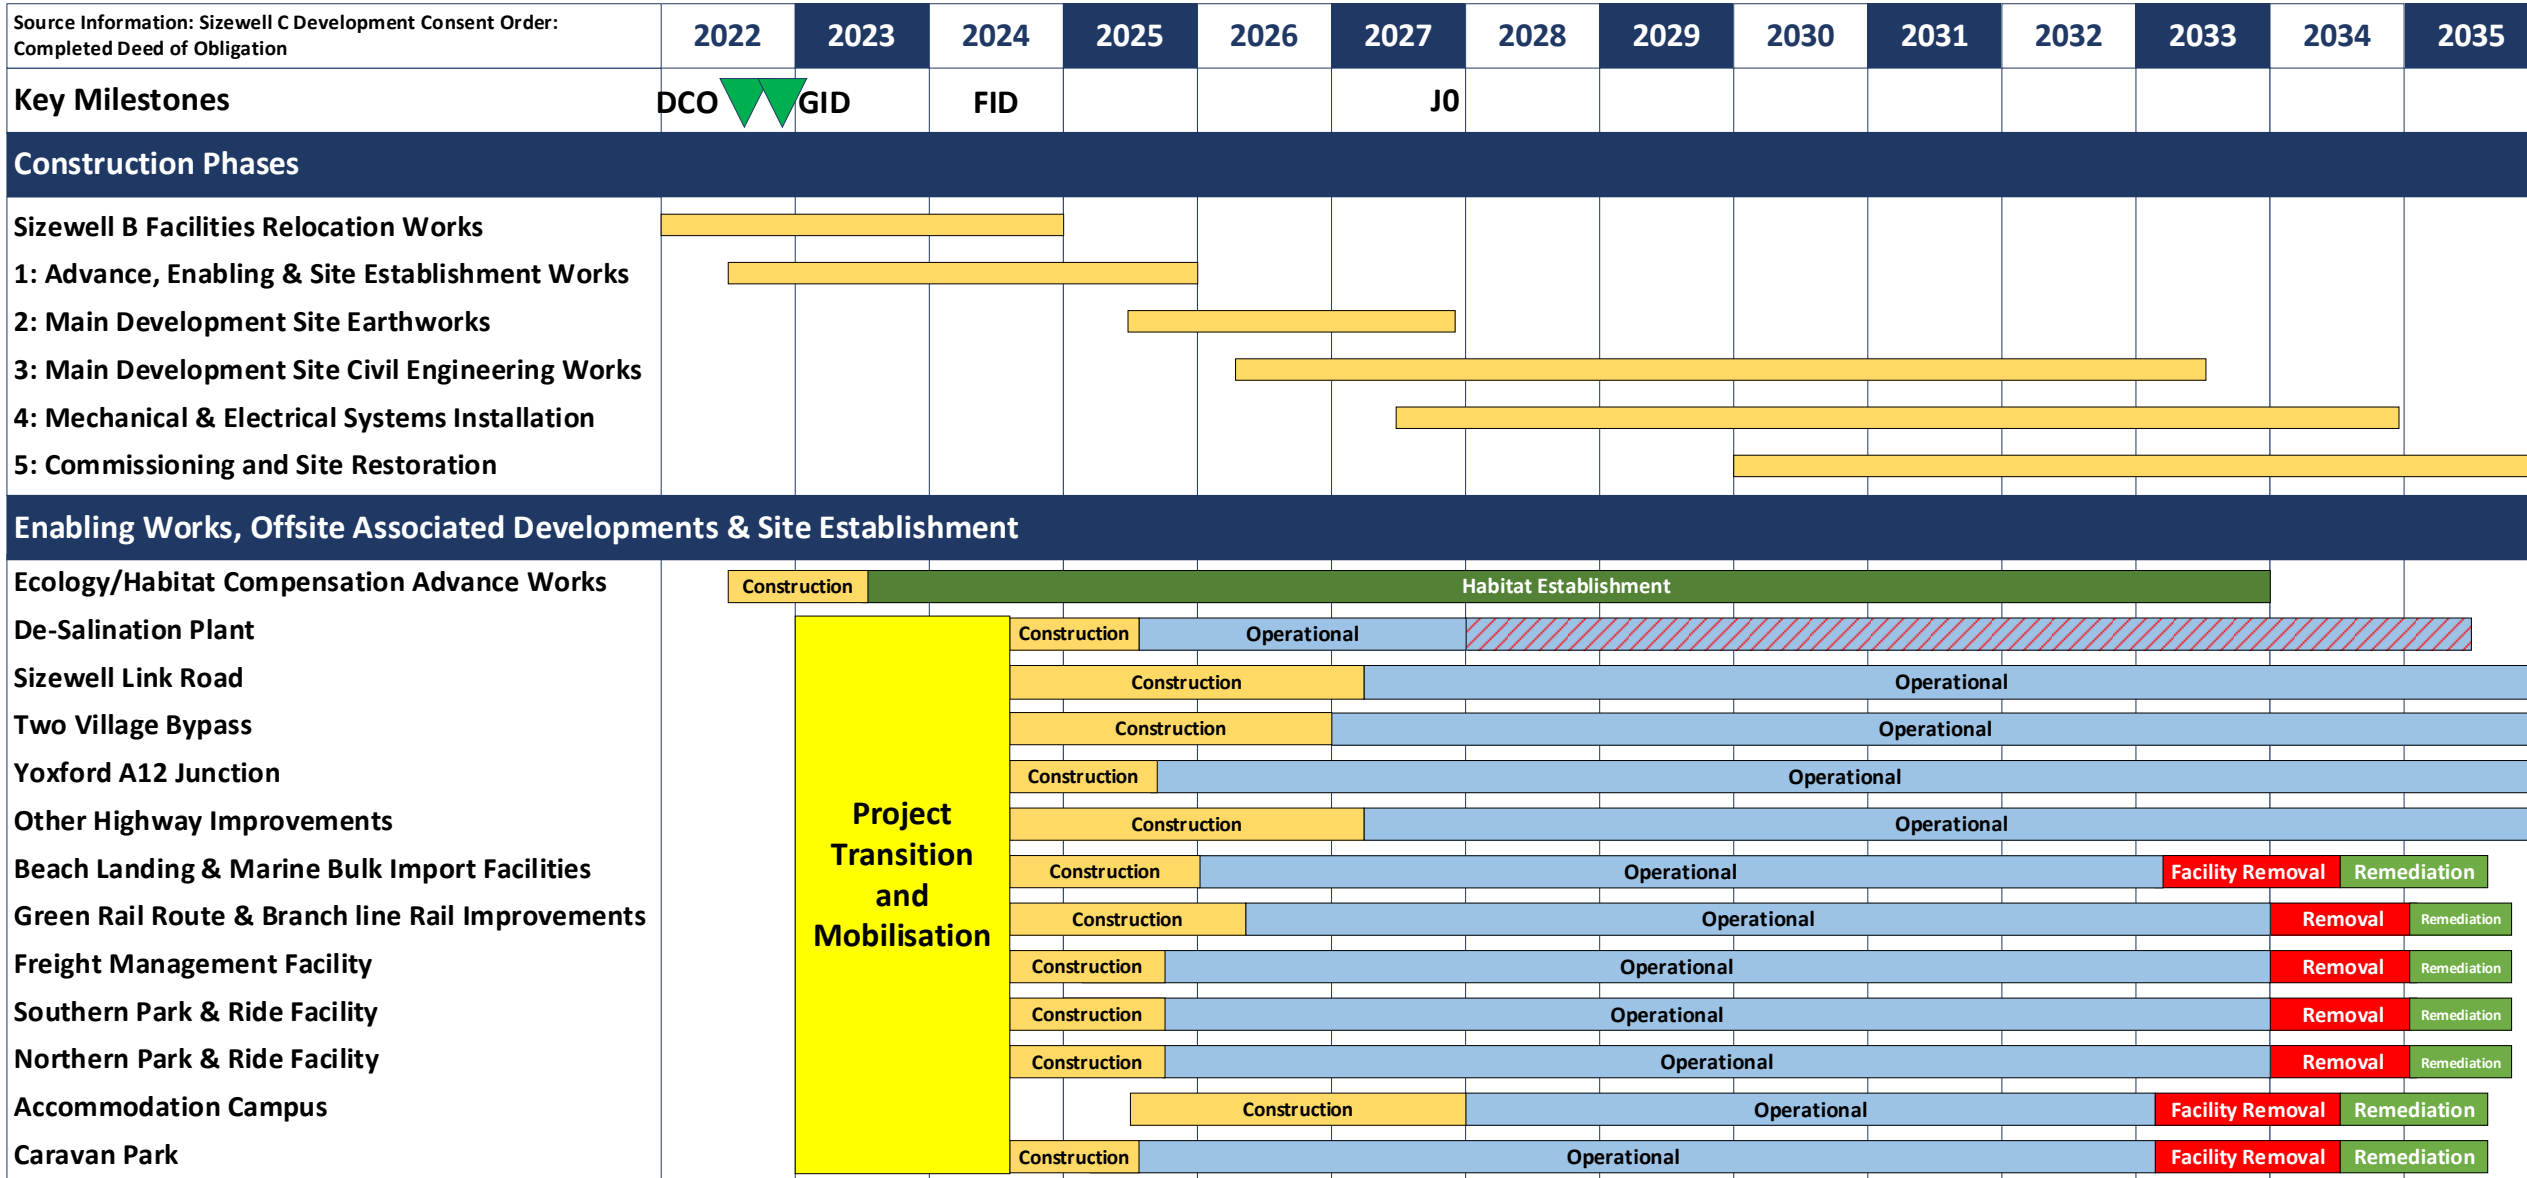 Source Information: Sizewell C Development Consent Order:
Completed Deed of Obligation
2022 2023 2024 2025 2026 2027 2028 2029 2030 2031 2032 2033 2034 2035
Key Milestones DCO GID FID J0
Construction Phases
Sizewell B Facilities Relocation Works
1: Advance, Enabling & Site Establishment Works
2: Main Development Site Earthworks
3: Main Development Site Civil Engineering Works
4: Mechanical & Electrical Systems Installation
5: Commissioning and Site Restoration
Enabling Works, Offsite Associated Developments & Site Establishment
Ecology/Habitat Compensation Advance Works Construction Habitat Establishment
De-Salination Plant Construction Operational
Sizewell Link Road Construction Operational
Two Village Bypass Construction Operational
Yoxford A12 Junction Construction Operational
Other Highway Improvements Construction Operational
Beach Landing & Marine Bulk Import Facilities Construction Operational Facility Removal Remediation
Green Rail Route & Branch line Rail Improvements Construction Operational Removal Remediation
Freight Management Facility Construction Operational Removal Remediation
Southern Park & Ride Facility Construction Operational Removal Remediation
Northern Park & Ride Facility Construction Operational Removal Remediation
Accommodation Campus Construction Operational Facility Removal Remediation
Caravan Park Construction Operational Facility Removal Remediation
Project
Transition
and
Mobilisation